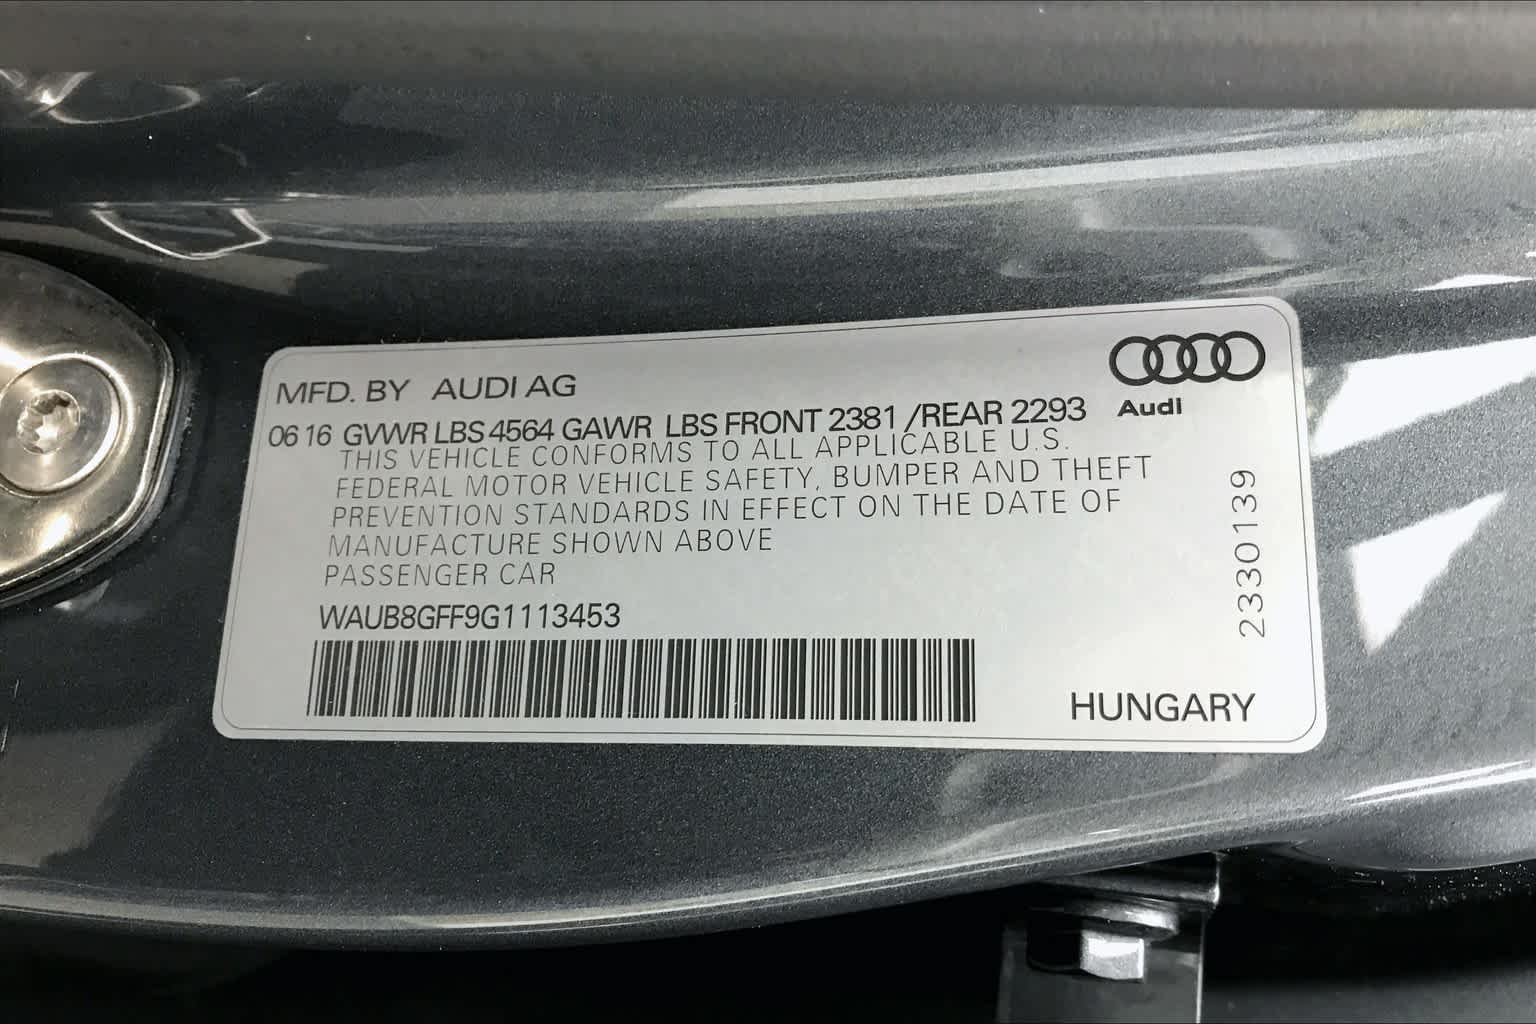 MFD. BY AUDI AG
Audi
06 16 GVWR LBS 4564 GAWR LBS FRONT 2381 /REAR 2293
THIS VEHICLE CONFORMS TO ALL APPLICABLE U.S.
FEDERAL MOTOR VEHICLE SAFETY, BUMPER AND THEFT
PREVENTION STANDARDS IN EFFECT ON THE DATE OF
MANUFACTURE SHOWN ABOVE
PASSENGER CAR
WAUB8GFF9G1113453
2330139
HUNGARY